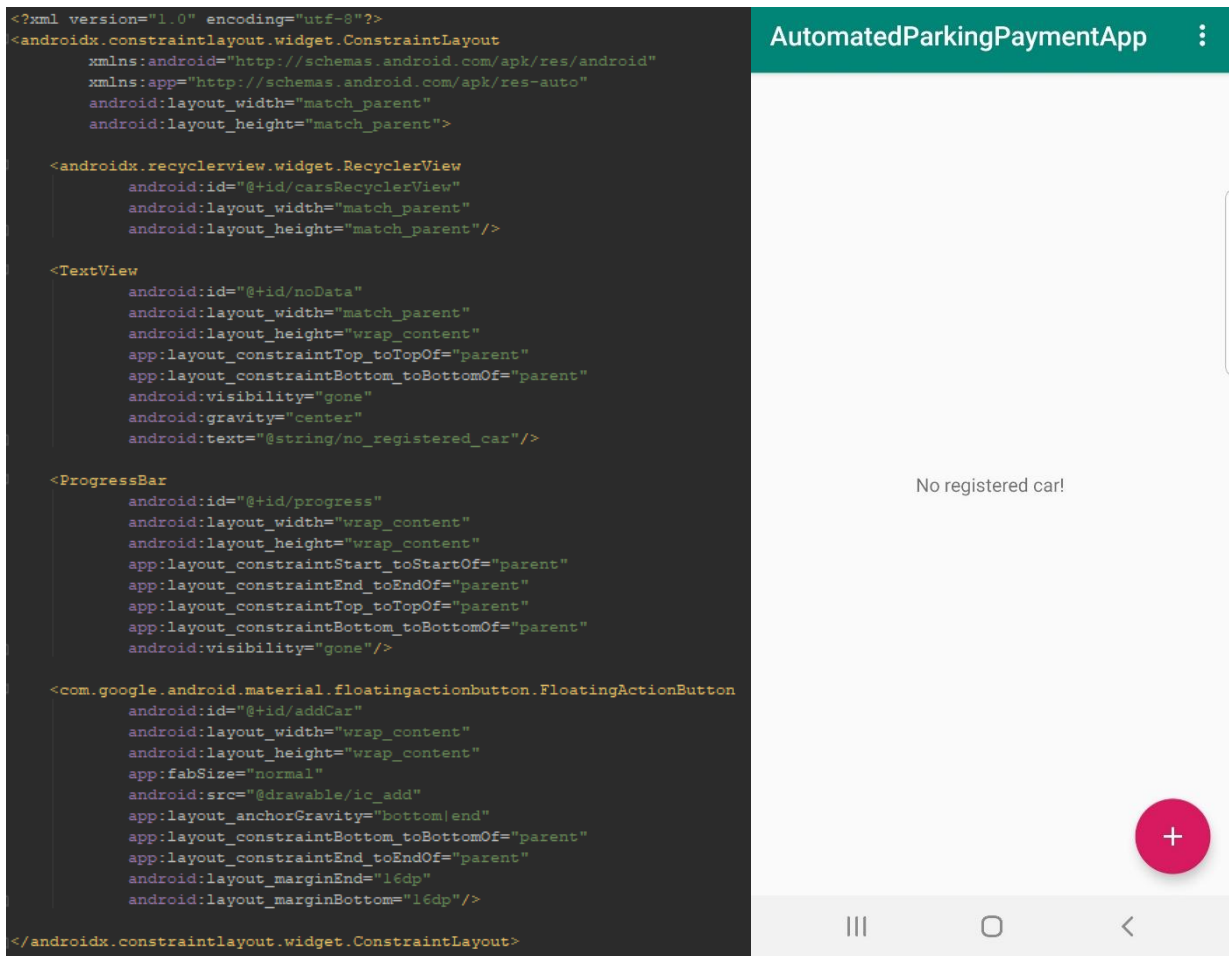 <?xml version="1.0" encoding="utf-8"?>
<androidx.constraintlayout.widget.ConstraintLayout
xmlns:android="http://schemas.android.com/apk/res/android"
xmlns:app="http://schemas.android.com/apk/res-auto"
android:layout_width="match_parent"
android:layout_height="match_parent">
<androidx.recyclerview.widget.RecyclerView
android:id="@+id/carsRecyclerView"
android:layout_width="match_parent"
android:layout_height="match_parent"/>
<TextView
android:id="@+id/noData"
android:layout_width="match_parent"
android:layout_height="wrap_content"
app:layout_constraintTop_toTopOf="parent"
app:layout_constraintBottom_toBottomOf="parent"
android:visibility="gone"
android:gravity="center"
android:text="@string/no_registered_car"/>
<ProgressBar
android:id="@+id/progress"
android:layout_width="wrap_content"
android:layout_height="wrap_content"
app:layout_constraintStart_toStartOf="parent"
app:layout_constraintEnd_toEndOf="parent"
app:layout_constraintTop_toTopOf="parent"
app:layout_constraintBottom_toBottomOf="parent"
android:visibility="gone"/>
<com.google.android.material.floatingactionbutton.FloatingActionButton
android:id="@+id/addCar"
android:layout_width="wrap_content"
android:layout_height="wrap_content"
app:fabSize="normal"
android:src="@drawable/ic_add"
app:layout_anchorGravity="bottom|end"
app:layout_constraintBottom_toBottomOf="parent"
app:layout_constraintEnd_toEndOf="parent"
android:layout_marginEnd="16dp"
android:layout_marginBottom="16dp"/>
</androidx.constraintlayout.widget.ConstraintLayout>
AutomatedParkingPaymentApp
No registered car!